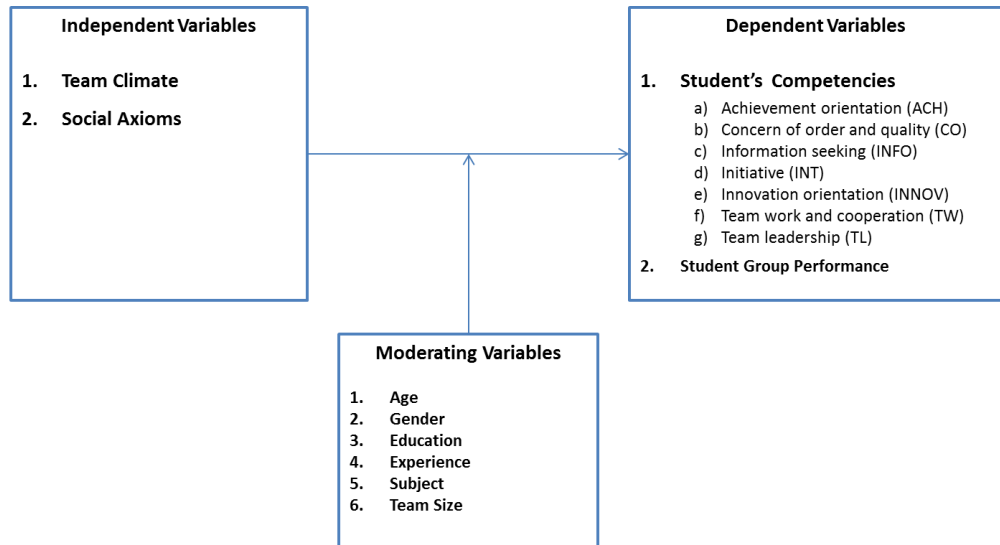 Independent Variables
1. Team Climate
2. Social Axioms
Dependent Variables
1. Student’s Competencies
a) Achievement orientation (ACH)
b) Concern of order and quality (CO)
c) Information seeking (INFO)
d) Initiative (INT)
e) Innovation orientation (INNOV)
f) Team work and cooperation (TW)
g) Team leadership (TL)
2. Student Group Performance
Moderating Variables
1. Age
2. Gender
3. Education
4. Experience
5. Subject
6. Team Size